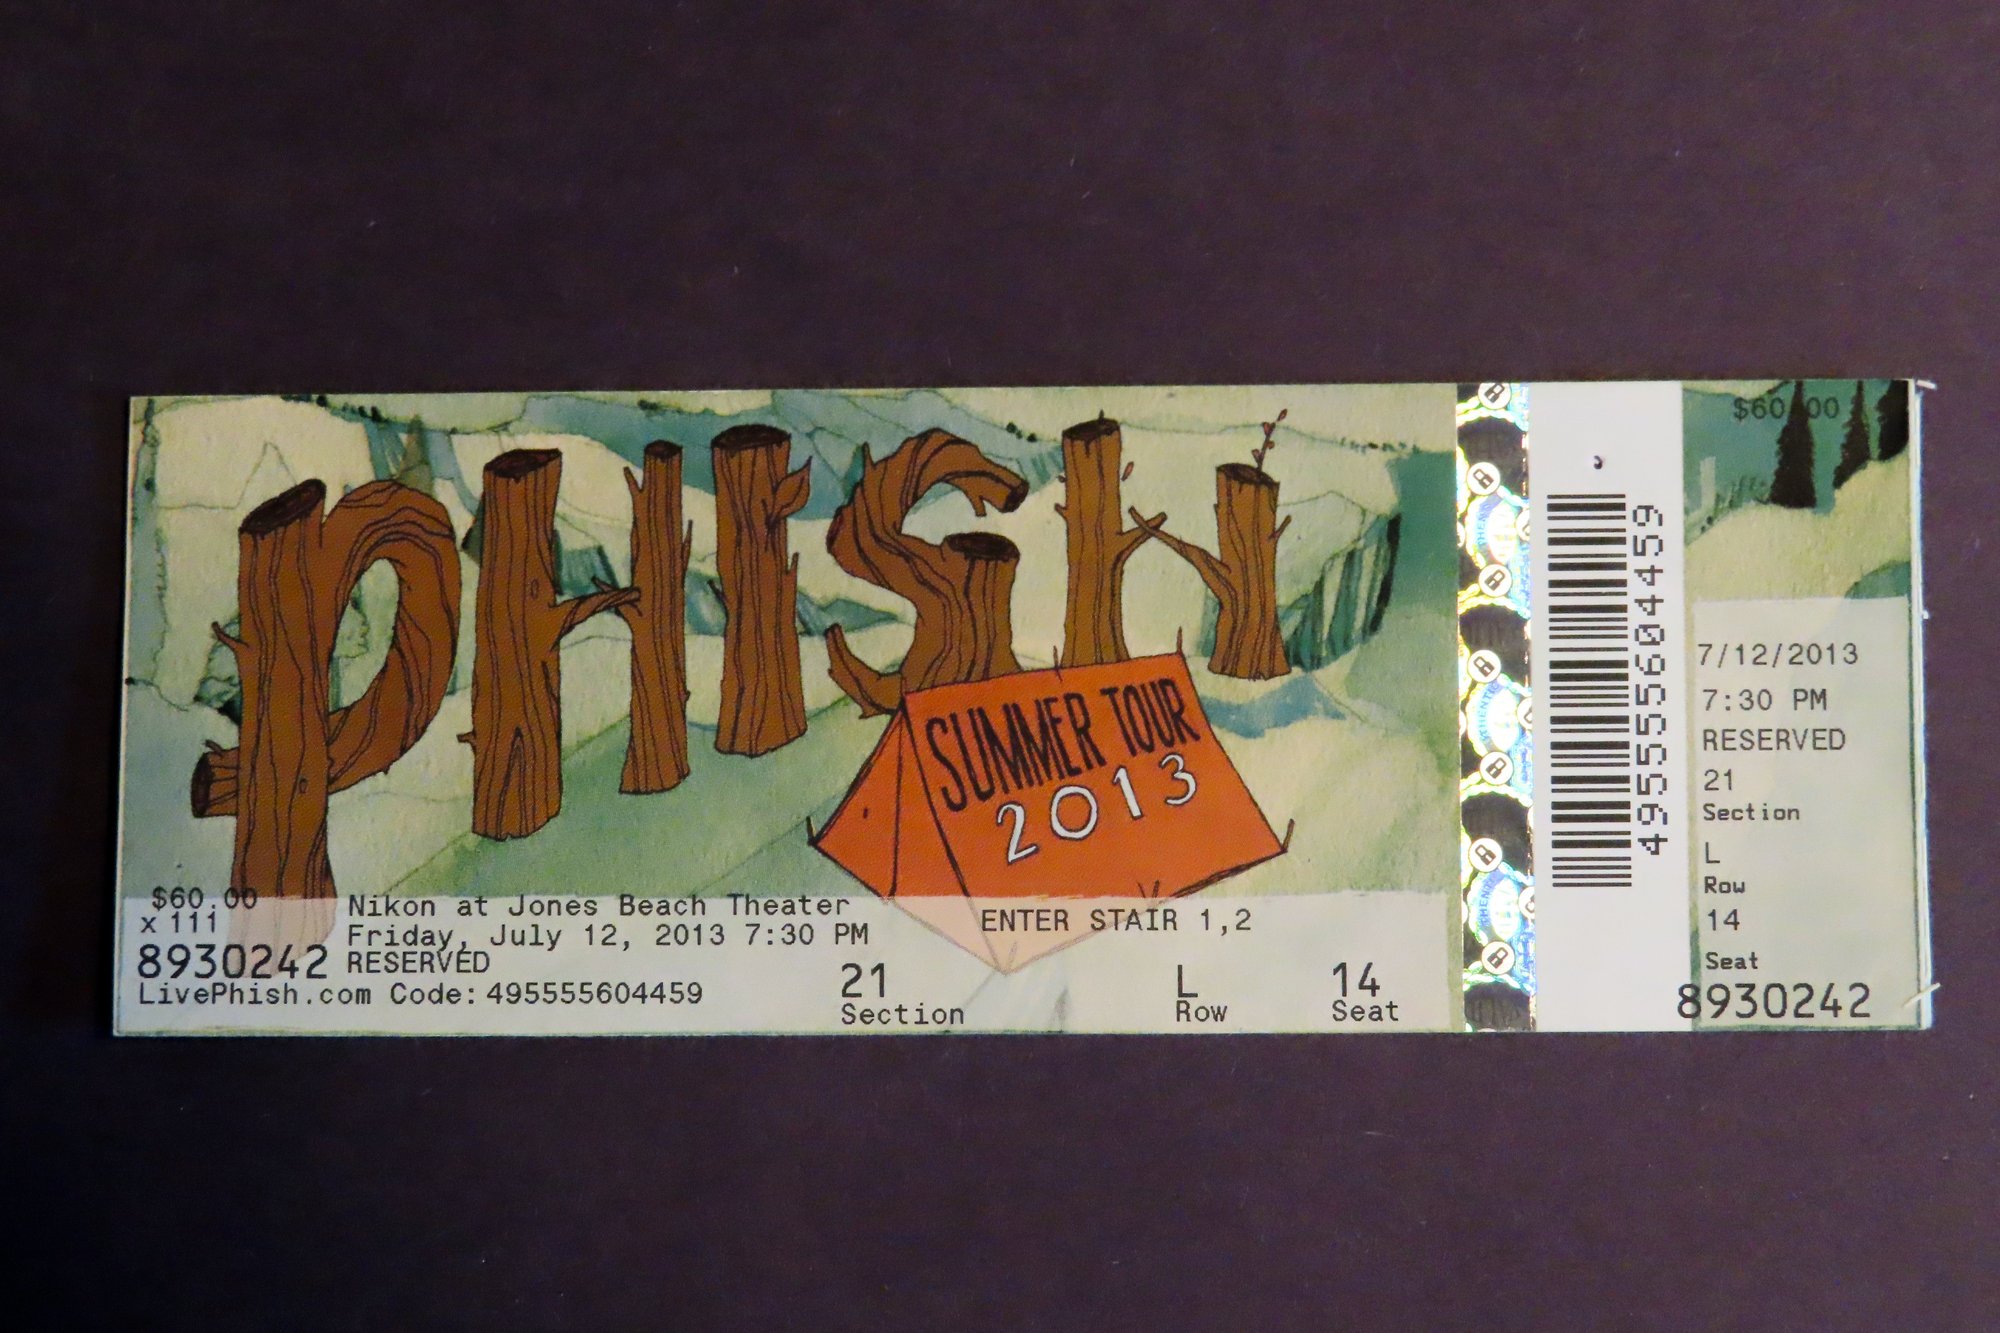 PHISH
SUMMER TOUR
2013
$60.00
x 111
8930242
Nikon at Jones Beach Theater
Friday, July 12, 2013 7:30 PM
RESERVED
LivePhish.com Code: 495555604459
ENTER STAIR 1,2
21
Section
L
Row
14
Seat
495555604459
$60.00
7/12/2013
7:30 PM
RESERVED
21
Section
L
Row
14
Seat
8930242